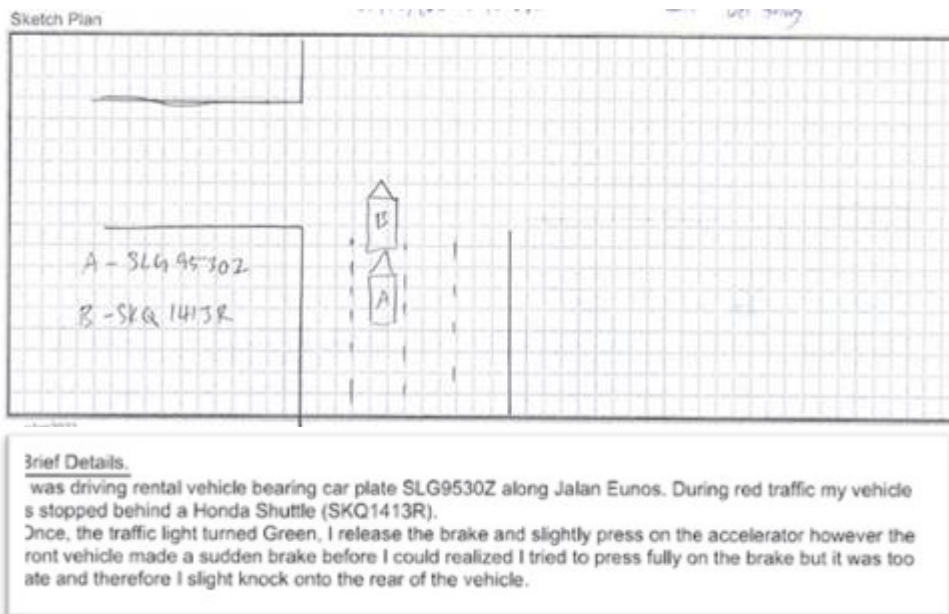 Sketch Plan
B
A - SLG 9530Z
A
B - SKQ 1413R
Brief Details.
was driving rental vehicle bearing car plate SLG9530Z along Jalan Eunos. During red traffic my vehicle
s stopped behind a Honda Shuttle (SKQ1413R).
Once, the traffic light turned Green, I release the brake and slightly press on the accelerator however the
ront vehicle made a sudden brake before I could realized I tried to press fully on the brake but it was too
ate and therefore I slight knock onto the rear of the vehicle.